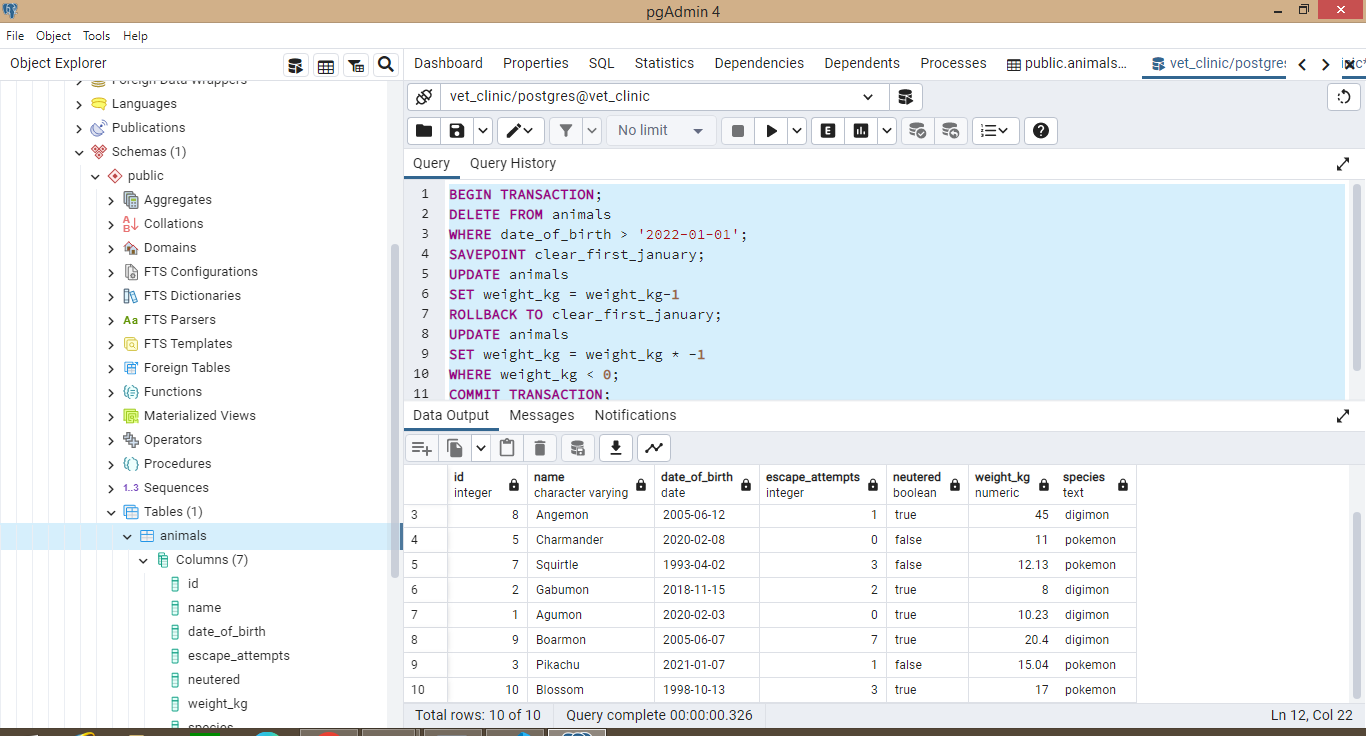 pgAdmin 4
File Object Tools Help
Object Explorer
Dashboard Properties SQL Statistics Dependencies Dependents Processes public.animals... vet_clinic/postgres
Foreign Data Wrappers
Languages
Publications
Schemas (1)
public
Aggregates
Collations
Domains
FTS Configurations
FTS Dictionaries
Aa FTS Parsers
FTS Templates
Foreign Tables
Functions
Materialized Views
Operators
Procedures
1..3 Sequences
Tables (1)
animals
Columns (7)
id
name
date_of_birth
escape_attempts
neutered
weight_kg
species
vet_clinic/postgres@vet_clinic
No limit
E
Query Query History
1 BEGIN TRANSACTION;
2 DELETE FROM animals
3 WHERE date_of_birth > '2022-01-01';
4 SAVEPOINT clear_first_january;
5 UPDATE animals
6 SET weight_kg = weight_kg-1
7 ROLLBACK TO clear_first_january;
8 UPDATE animals
9 SET weight_kg = weight_kg * -1
10 WHERE weight_kg < 0;
11 COMMIT TRANSACTION;
Data Output Messages Notifications
id name date_of_birth escape_attempts neutered weight_kg species
integer character varying date integer boolean numeric text
3 8 Angemon 2005-06-12 1 true 45 digimon
4 5 Charmander 2020-02-08 0 false 11 pokemon
5 7 Squirtle 1993-04-02 3 false 12.13 pokemon
6 2 Gabumon 2018-11-15 2 true 8 digimon
7 1 Agumon 2020-02-03 0 true 10.23 digimon
8 9 Boarmon 2005-06-07 7 true 20.4 digimon
9 3 Pikachu 2021-01-07 1 false 15.04 pokemon
10 10 Blossom 1998-10-13 3 true 17 pokemon
Total rows: 10 of 10 Query complete 00:00:00.326 Ln 12, Col 22